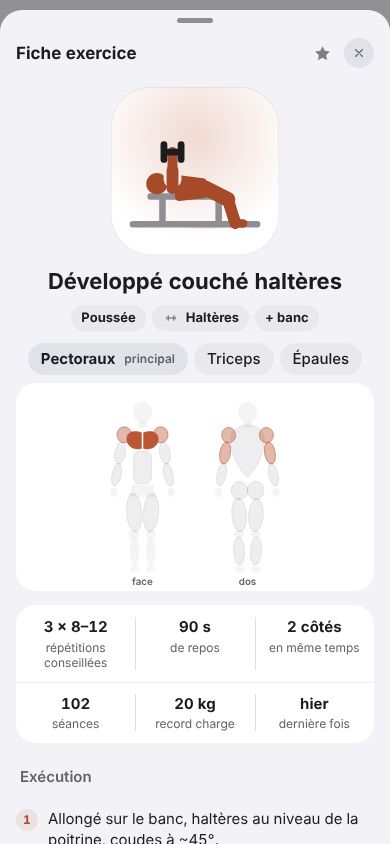 Fiche exercice
Développé couché haltères
Poussée
Haltères
+ banc
Pectoraux principal
Triceps
Épaules
face
dos
3 × 8–12
répétitions
conseillées
90 s
de repos
2 côtés
en même temps
102
séances
20 kg
record charge
hier
dernière fois
Exécution
1
Allongé sur le banc, haltères au niveau de la
poitrine, coudes à ~45°.